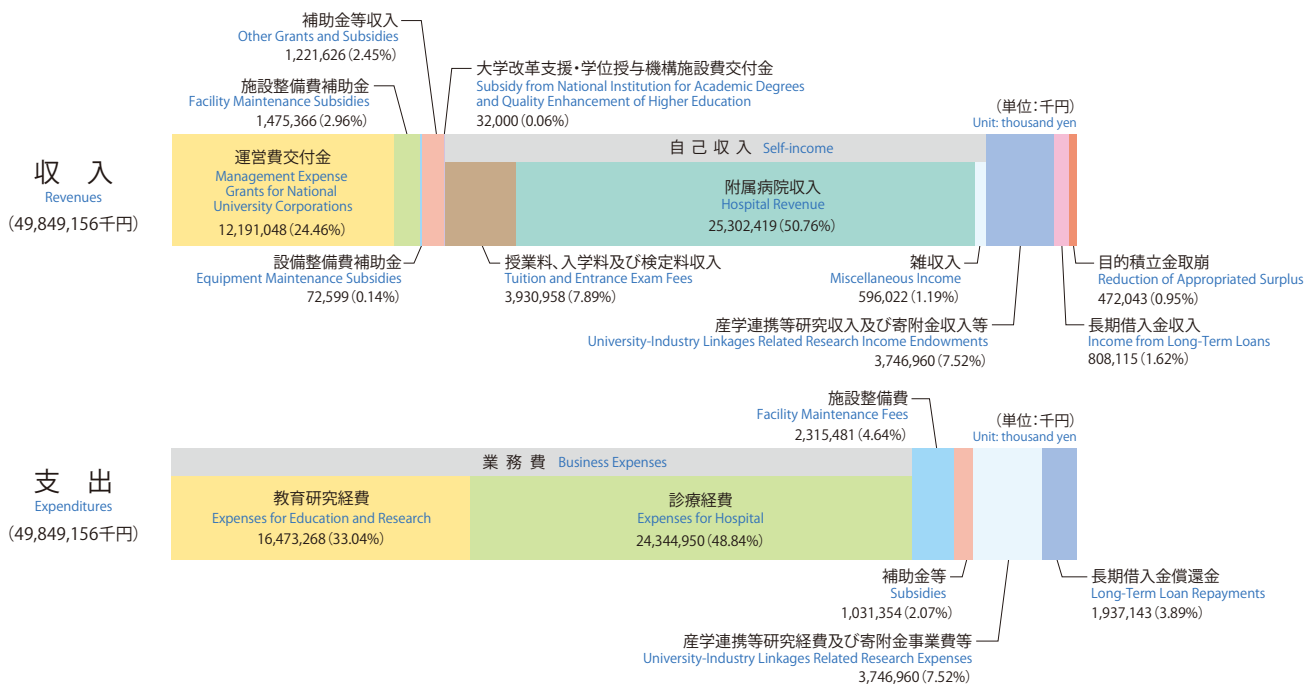 補助金等収入
Other Grants and Subsidies
1,221,626(2.45%)
大学改革支援・学位授与機構施設費交付金
Subsidy from National Institution for Academic Degrees
and Quality Enhancement of Higher Education
32,000(0.06%)
施設整備費補助金
Facility Maintenance Subsidies
1,475,366(2.96%)
(単位:千円)
Unit: thousand yen
収 入
Revenues
(49,849,156千円)
運営費交付金
Management Expense
Grants for National
University Corporations
12,191,048(24.46%)
自己収入 Self-income
附属病院収入
Hospital Revenue
25,302,419(50.76%)
設備整備費補助金
Equipment Maintenance Subsidies
72,599(0.14%)
授業料、入学料及び検定料収入
Tuition and Entrance Exam Fees
3,930,958(7.89%)
雑収入
Miscellaneous Income
596,022(1.19%)
目的積立金取崩
Reduction of Appropriated Surplus
472,043(0.95%)
産学連携等研究収入及び寄附金収入等
University-Industry Linkages Related Research Income Endowments
3,746,960(7.52%)
長期借入金収入
Income from Long-Term Loans
808,115(1.62%)
施設整備費
Facility Maintenance Fees
2,315,481(4.64%)
(単位:千円)
Unit: thousand yen
支 出
Expenditures
(49,849,156千円)
業務費 Business Expenses
教育研究経費
Expenses for Education and Research
16,473,268(33.04%)
診療経費
Expenses for Hospital
24,344,950(48.84%)
補助金等
Subsidies
1,031,354(2.07%)
長期借入金償還金
Long-Term Loan Repayments
1,937,143(3.89%)
産学連携等研究経費及び寄附金事業費等
University-Industry Linkages Related Research Expenses
3,746,960(7.52%)